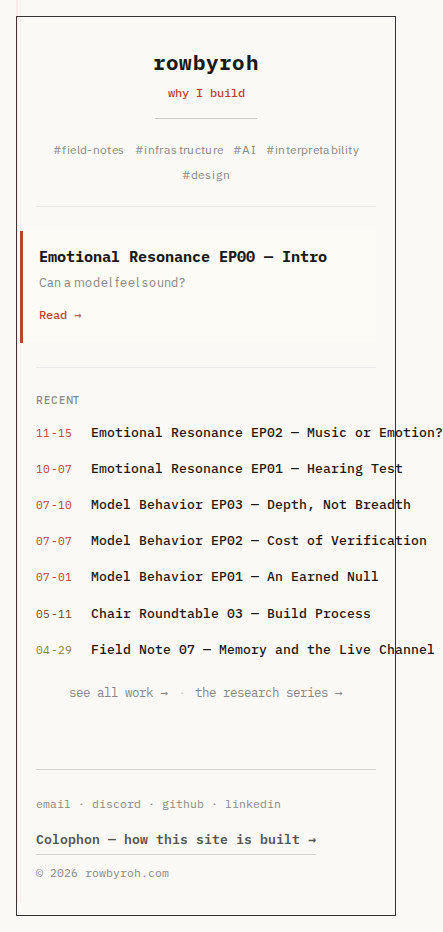 rowbyroh
why I build
#field-notes #infrastructure #AI #interpretability
#design
Emotional Resonance EP00 — Intro
Can a model feel sound?
Read →
RECENT
11-15 Emotional Resonance EP02 — Music or Emotion?
10-07 Emotional Resonance EP01 — Hearing Test
07-10 Model Behavior EP03 — Depth, Not Breadth
07-07 Model Behavior EP02 — Cost of Verification
07-01 Model Behavior EP01 — An Earned Null
05-11 Chair Roundtable 03 — Build Process
04-29 Field Note 07 — Memory and the Live Channel
see all work → · the research series →
email · discord · github · linkedin
Colophon — how this site is built →
© 2026 rowbyroh.com